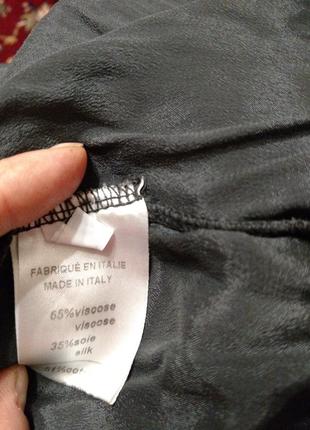 FABRIQUÉ EN ITALIE
MADE IN ITALY
65%viscose
viscose
35%soie
silk